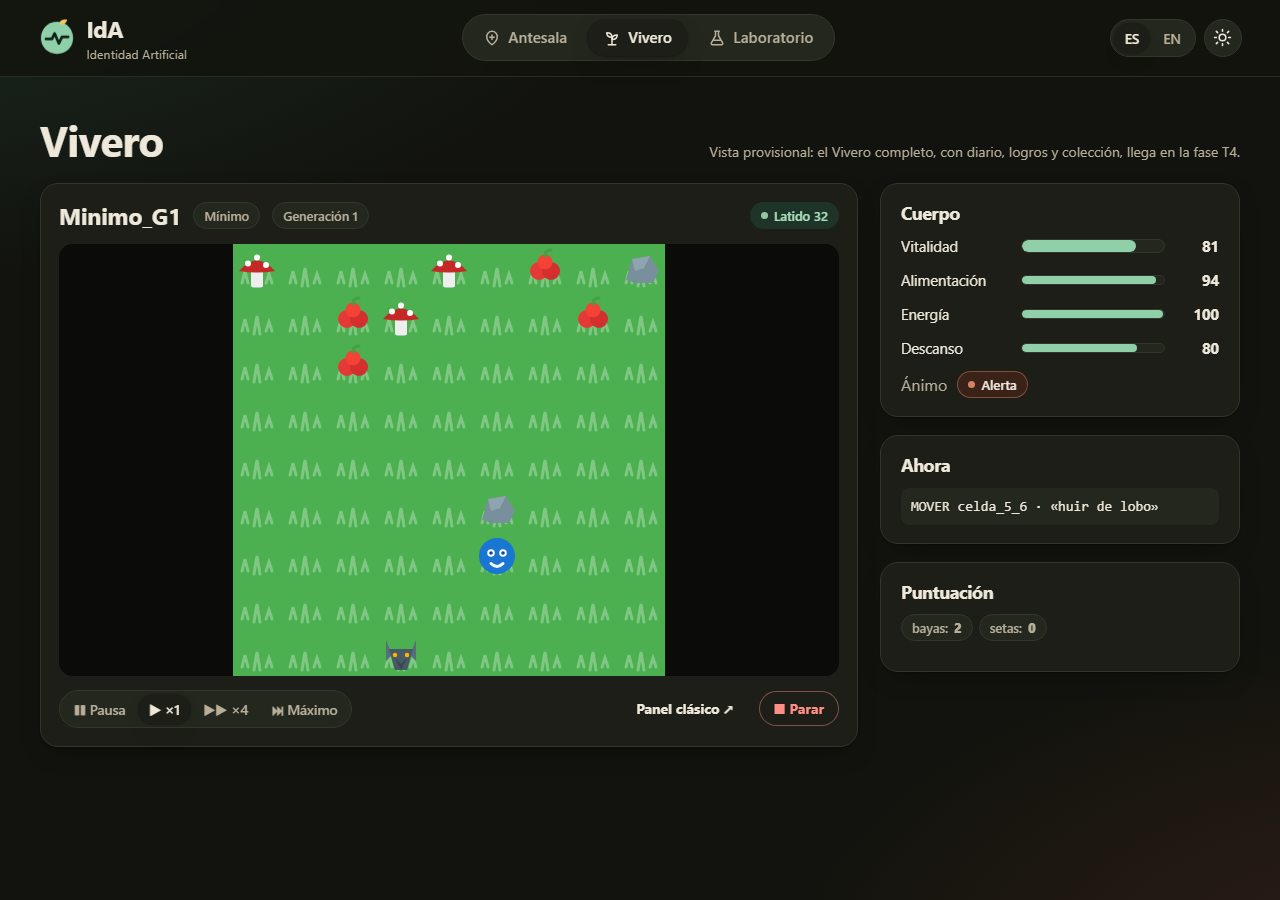 IdA
Identidad Artificial
Antesala
Vivero
Laboratorio
ES
EN
Vivero
Vista provisional: el Vivero completo, con diario, logros y colección, llega en la fase T4.
Minimo_G1
Mínimo
Generación 1
Latido 32
Pausa
×1
×4
Máximo
Panel clásico ↗
Parar
Cuerpo
Vitalidad 81
Alimentación 94
Energía 100
Descanso 80
Ánimo Alerta
Ahora
MOVER celda_5_6 · «huir de lobo»
Puntuación
bayas: 2
setas: 0